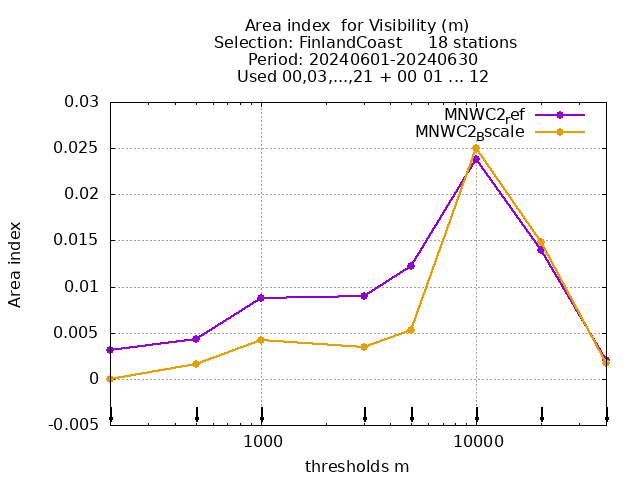 Area index  for Visibility (m)
Selection: FinlandCoast     18 stations
Period: 20240601-20240630
Used 00,03,...,21 + 00 01 ... 12
MNWC2ref
MNWC2Bscale
0.03
0.025
0.02
0.015
0.01
0.005
0
-0.005
Area index
1000
10000
thresholds m